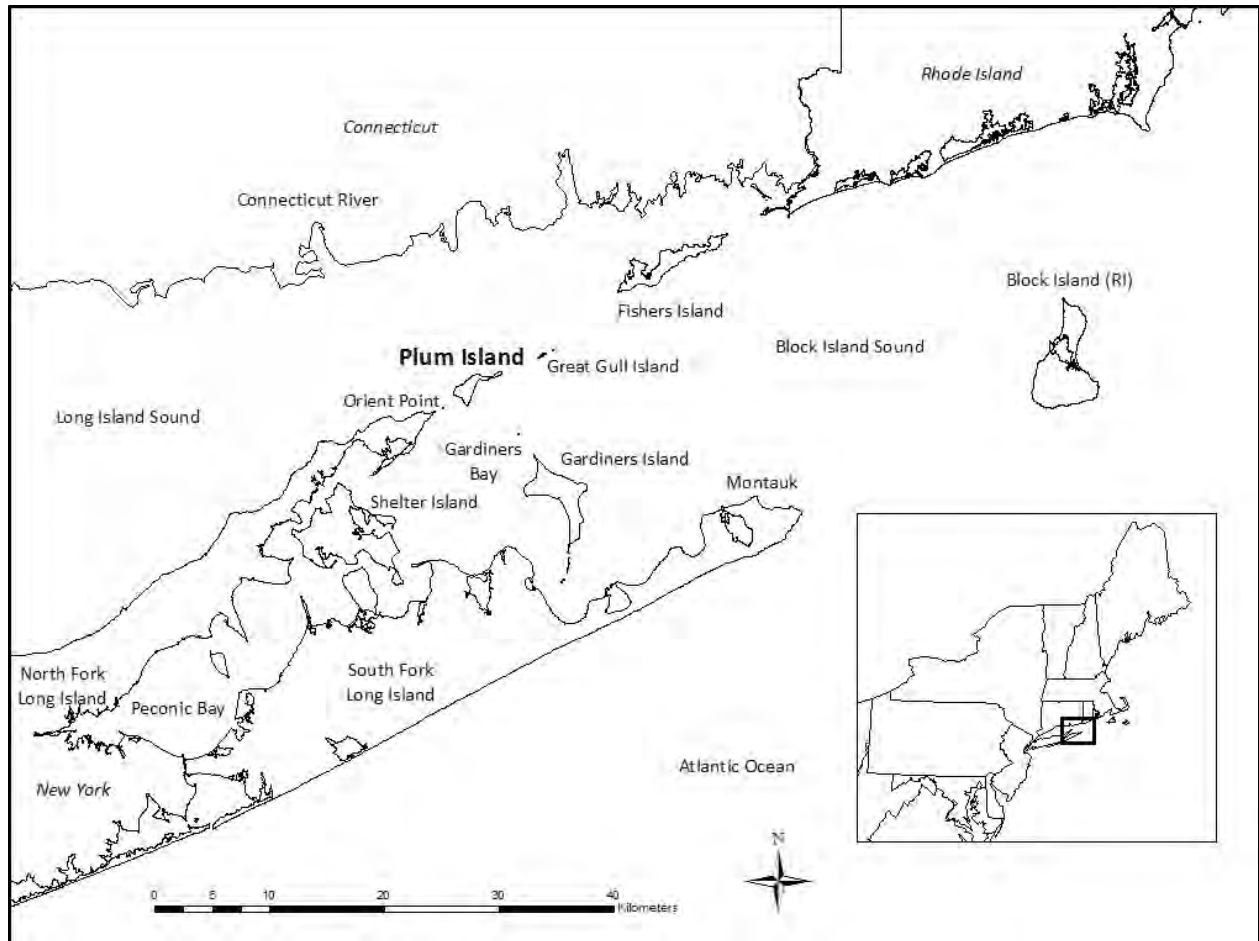 Rhode Island
Connecticut
Connecticut River
Block Island (RI)
Fishers Island
Block Island Sound
Plum Island
Great Gull Island
Orient Point
Long Island Sound
Gardiners
Bay
Gardiners Island
Montauk
Shelter Island
North Fork
Long Island
South Fork
Long Island
Peconic Bay
Atlantic Ocean
New York
N
0 5 10 20 30 40
Kilometers